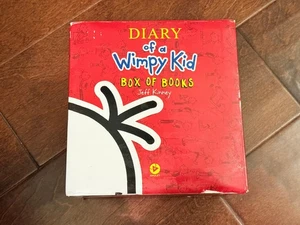 DIARY
of a
Wimpy Kid
BOX OF BOOKS
Jeff Kinney